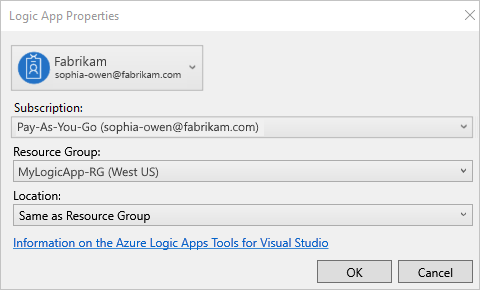 Logic App Properties
Fabrikam
sophia-owen@fabrikam.com
Subscription:
Pay-As-You-Go (sophia-owen@fabrikam.com)
Resource Group:
MyLogicApp-RG (West US)
Location:
Same as Resource Group
Information on the Azure Logic Apps Tools for Visual Studio
OK Cancel